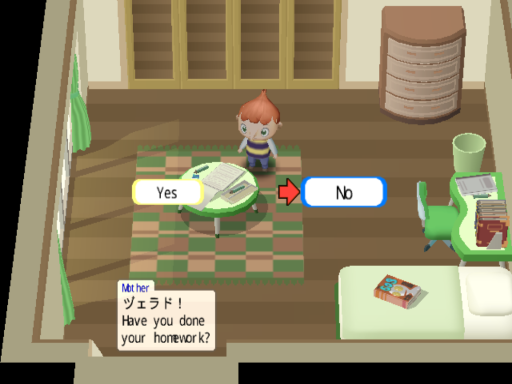 Yes
No
Mother
ヅェラド！
Have you done
your homework?